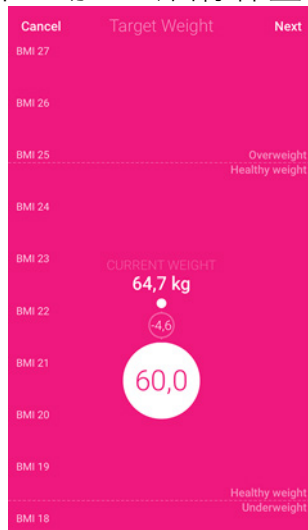 Cancel Target Weight Next
BMI 27
BMI 26
BMI 25
Overweight
Healthy weight
BMI 24
BMI 23
CURRENT WEIGHT
64,7 kg
BMI 22
-4,6
BMI 21
60,0
BMI 20
BMI 19
Healthy weight
Underweight
BMI 18